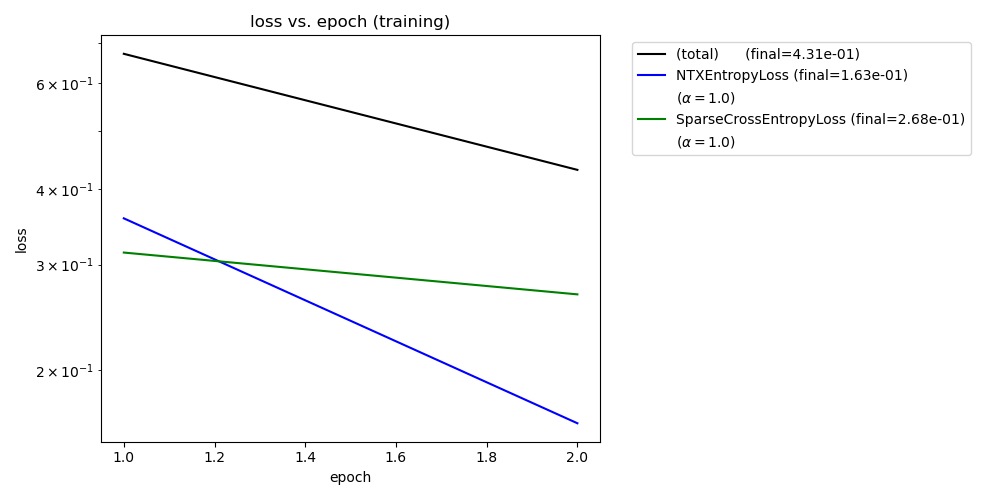 loss vs. epoch (training)
(total) (final=4.31e-01)
NTXEntropyLoss (final=1.63e-01)
(α = 1.0)
SparseCrossEntropyLoss (final=2.68e-01)
(α = 1.0)
6 × 10⁻¹
4 × 10⁻¹
3 × 10⁻¹
2 × 10⁻¹
loss
1.0 1.2 1.4 1.6 1.8 2.0
epoch